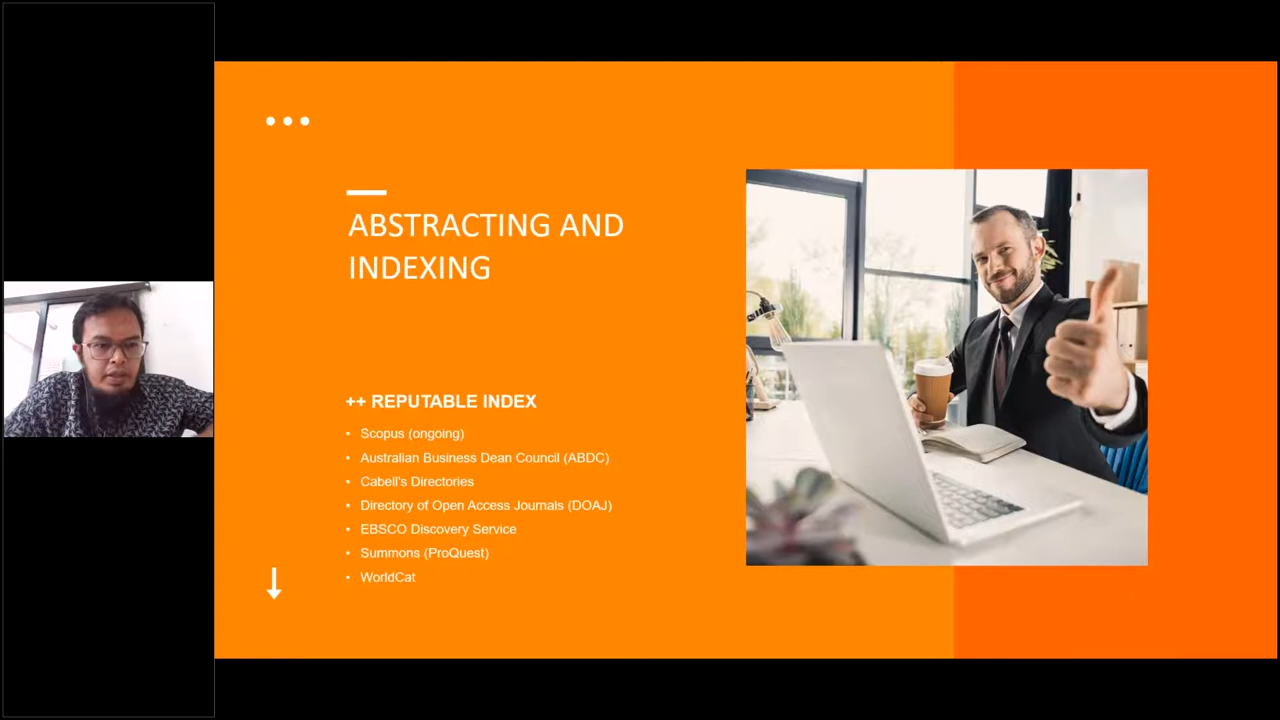 ABSTRACTING AND
INDEXING
++ REPUTABLE INDEX
• Scopus (ongoing)
• Australian Business Dean Council (ABDC)
• Cabell's Directories
• Directory of Open Access Journals (DOAJ)
• EBSCO Discovery Service
• Summons (ProQuest)
• WorldCat